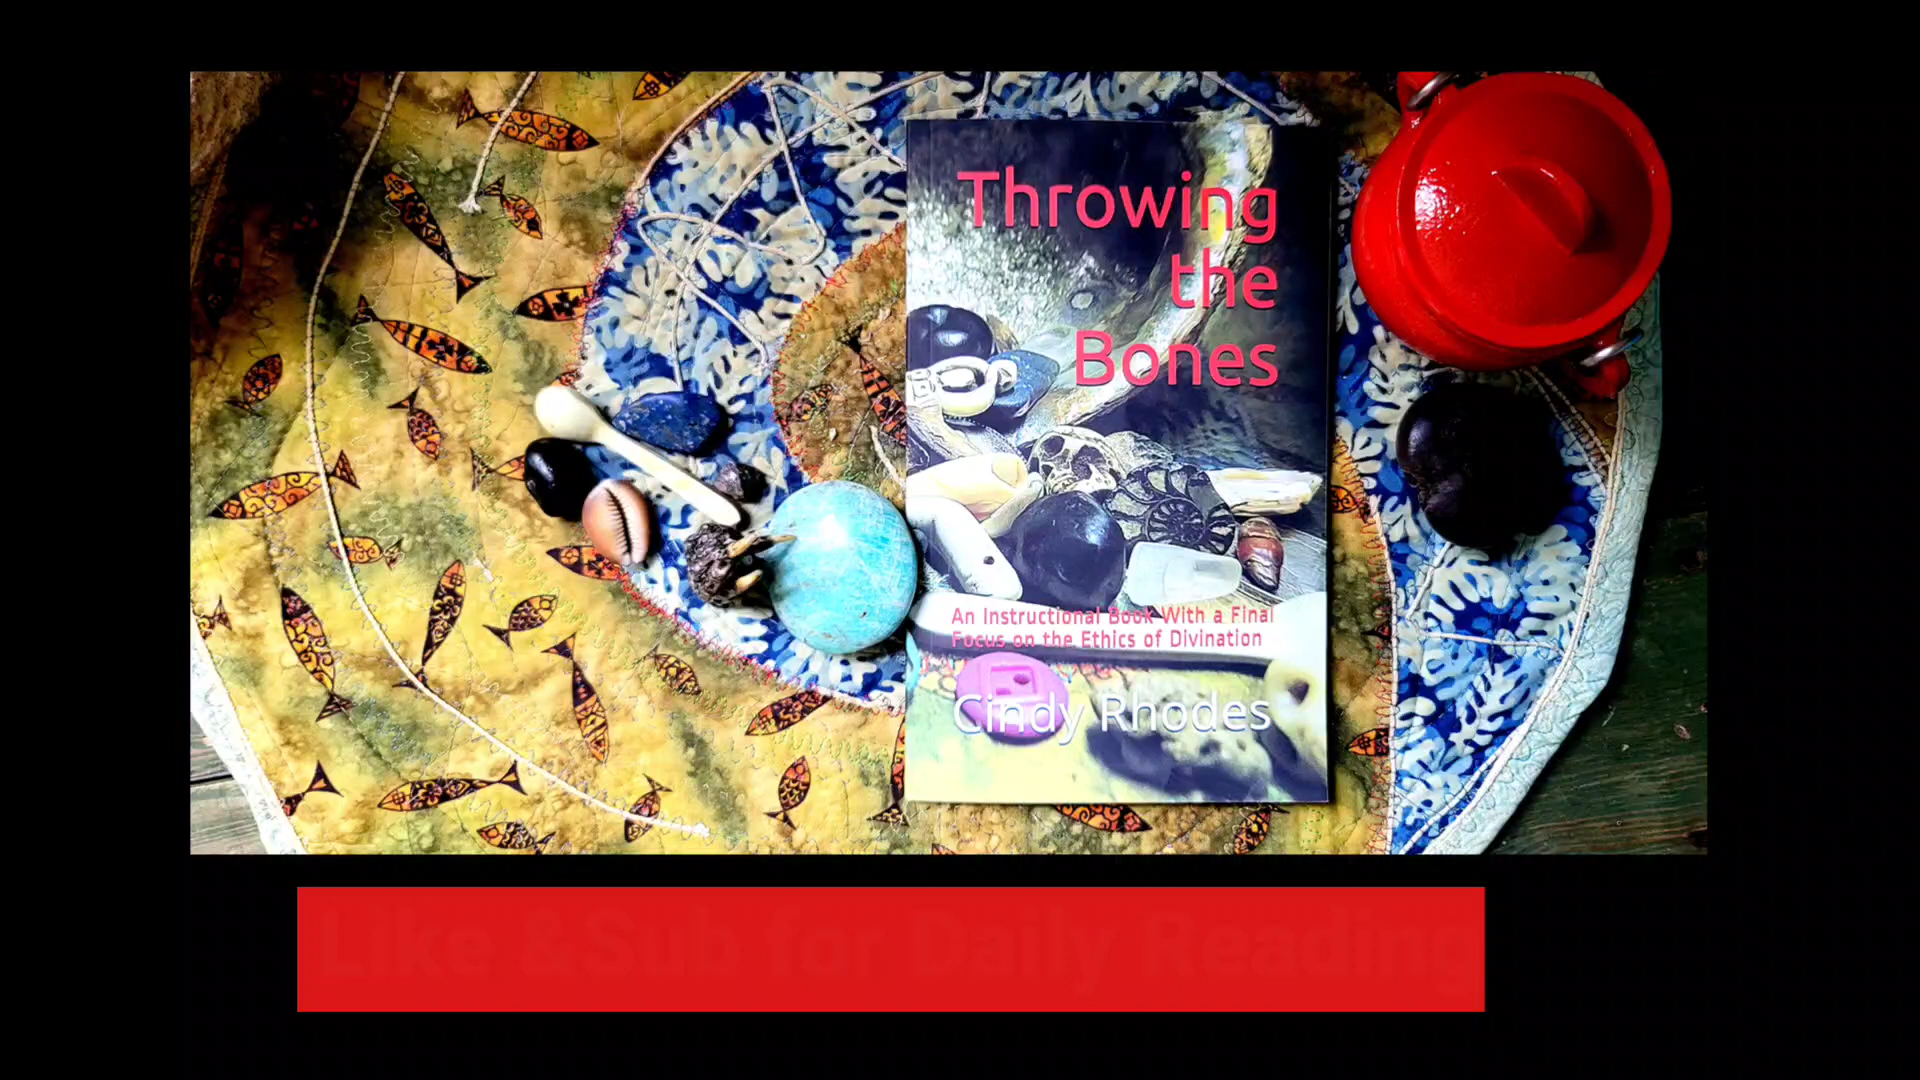 Throwing
the
Bones
An Instructional Book With a Final
Focus on the Ethics of Divination
Cindy Rhodes
Like &Sub for Daily Reading